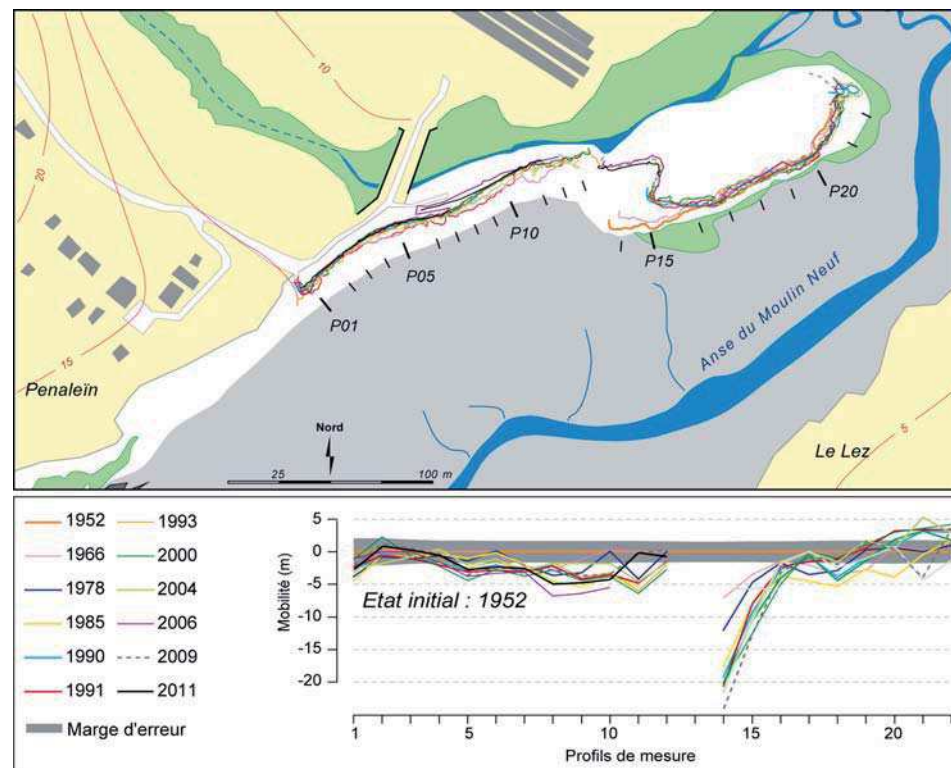 10
20
15
Penaleïn
P01
P05
P10
P15
P20
Anse du Moulin Neuf
Nord
25
100 m
5
Le Lez
1952
1993
1966
2000
1978
2004
1985
2006
1990
2009
1991
2011
Marge d'erreur
Mobilité (m)
5
0
-5
-10
-15
-20
Etat initial : 1952
1
5
10
15
20
Profils de mesure